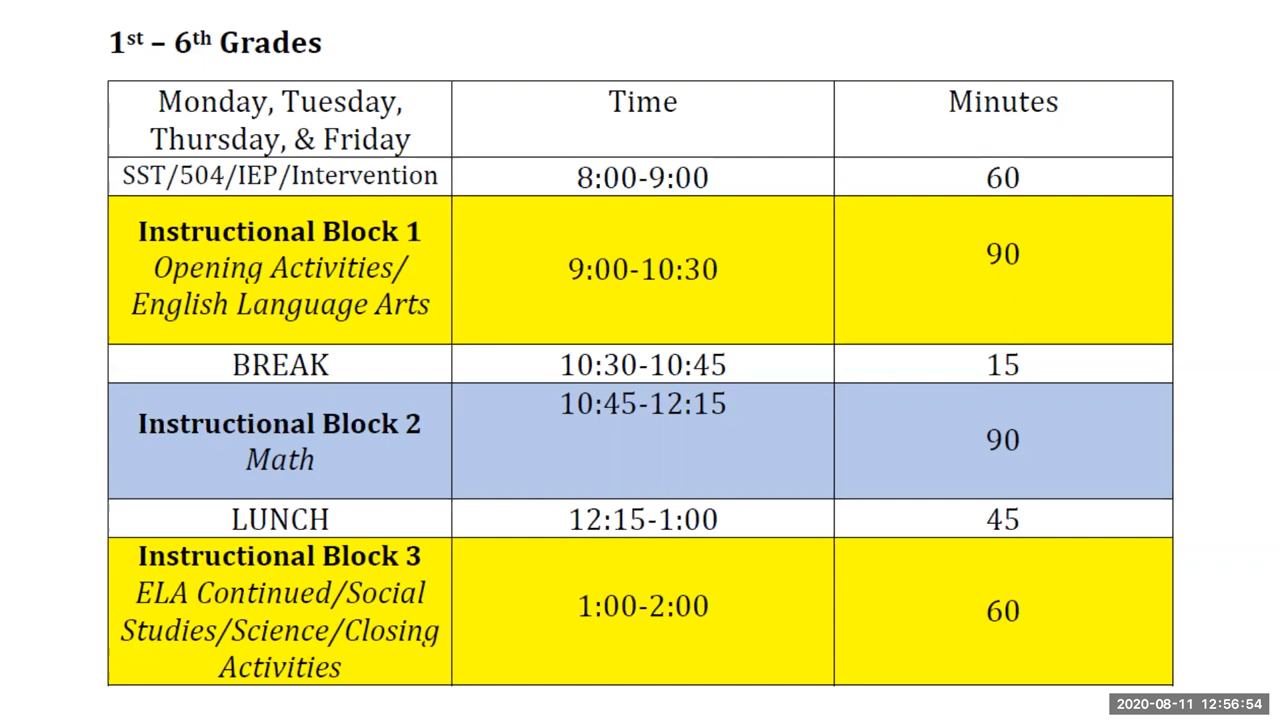 1st – 6th Grades
Monday, Tuesday, Thursday, & Friday
Time
Minutes
SST/504/IEP/Intervention
8:00-9:00
60
Instructional Block 1
Opening Activities/
English Language Arts
9:00-10:30
90
BREAK
10:30-10:45
15
Instructional Block 2
Math
10:45-12:15
90
LUNCH
12:15-1:00
45
Instructional Block 3
ELA Continued/Social
Studies/Science/Closing
Activities
1:00-2:00
60
2020-08-11 12:56:54